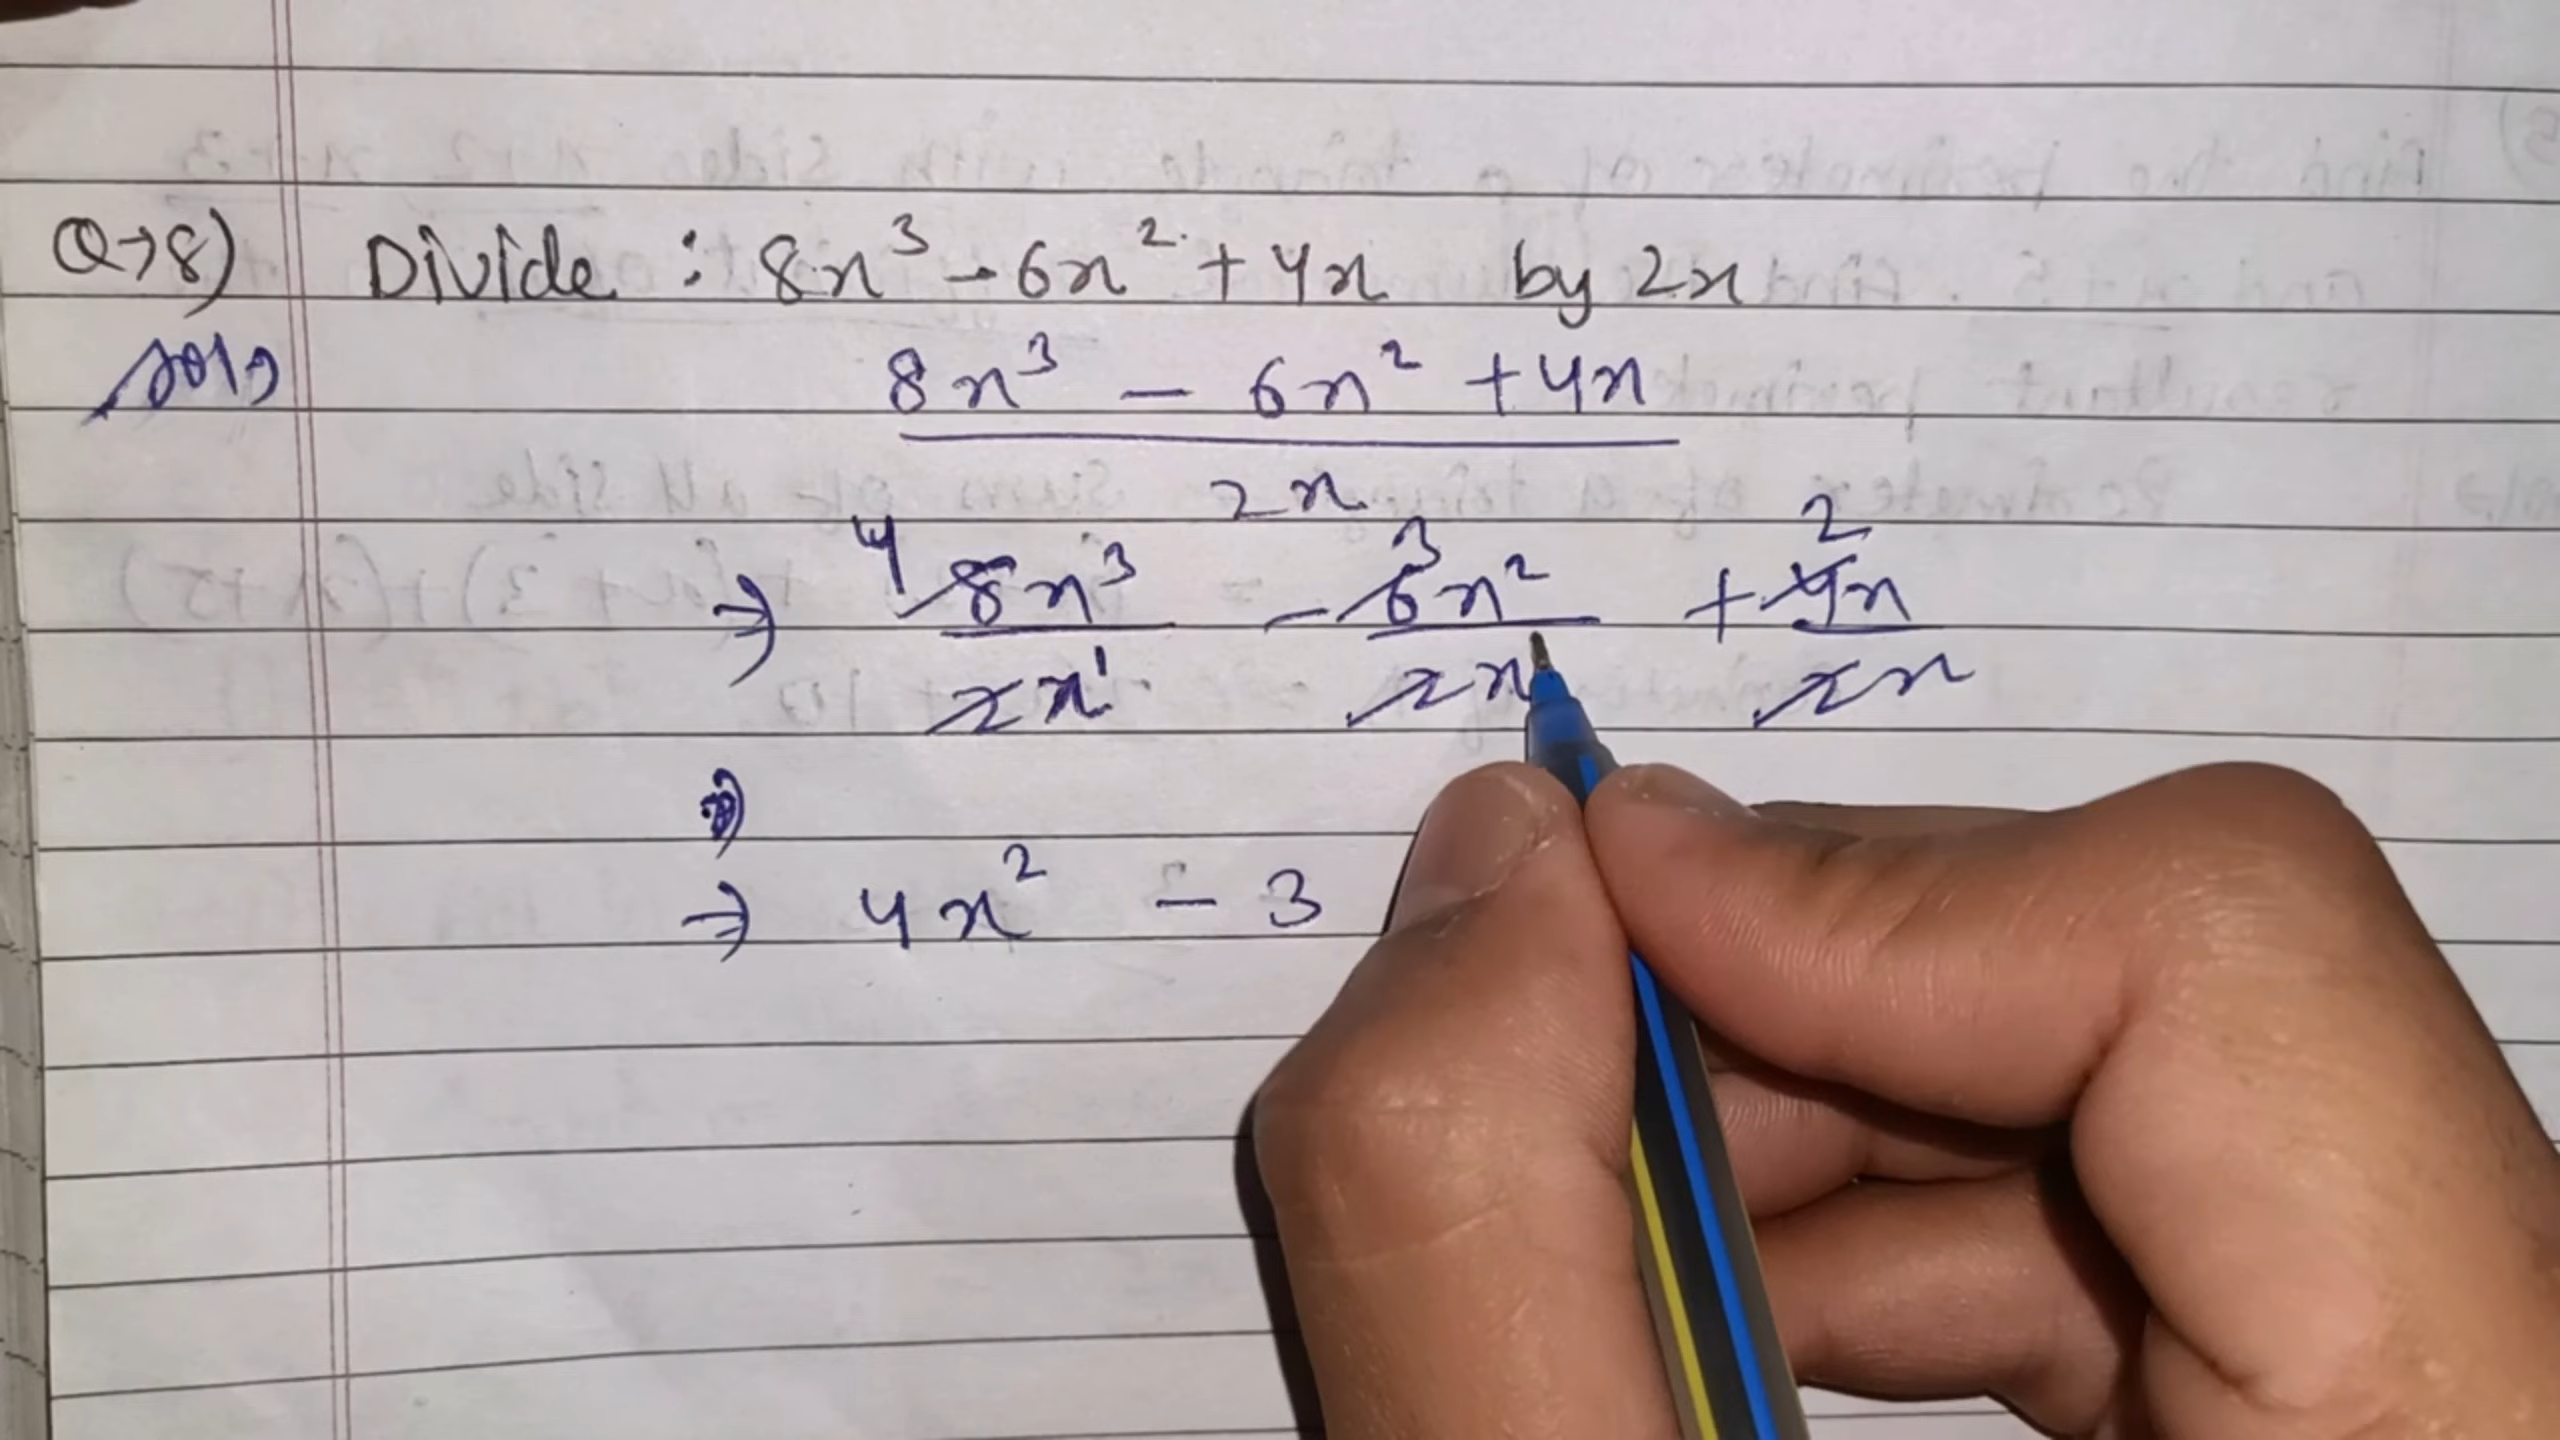 Q→8) Divide : 8x³ - 6x² + 4x by 2x
Sol→ 8x³ - 6x² + 4x
2x
⇒ 4 8x³ - 3 6x² + 2 4x
2x¹ 2x 2x
⇒ 4x² - 3